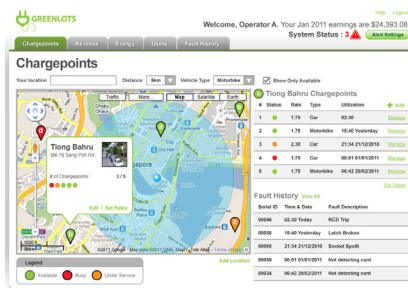 GREENLOTS
Help Logout
Welcome, Operator A. Your Jan 2011 earnings are $24,393.08
System Status : 3 Alert Settings
Chargepoints Revenue Energy Users Fault History
Chargepoints
Your location Distance 5km Vehicle Type Motorbike Show Only Available
Traffic More... Map Satellite Earth
Tiong Bahru
Blk 75 Seng Poh Rd
# of Chargepoints : 3 / 5
Edit | Set Rates
Legend
Available Busy Under Service
Add Location
Tiong Bahru Chargepoints
# Status Rate Type Utilization Add
1 1.75 Car 02:30 Manage
2 1.75 Motorbike 15:40 Yesterday Manage
3 2.30 Car 21:34 21/12/2010 Manage
4 1.75 Car 00:01 01/01/2011 Manage
5 1.75 Motorbike 06:42 29/02/2011 Manage
Set Rates
Fault History View All
Serial ID Time & Date Fault Description
00086 02:30 Today RCD Trip
00058 15:40 Yesterday Latch Broken
00068 21:34 21/12/2010 Socket Spoilt
00089 00:01 01/01/2011 Not detecting card
00034 06:42 29/02/2011 Not detecting card